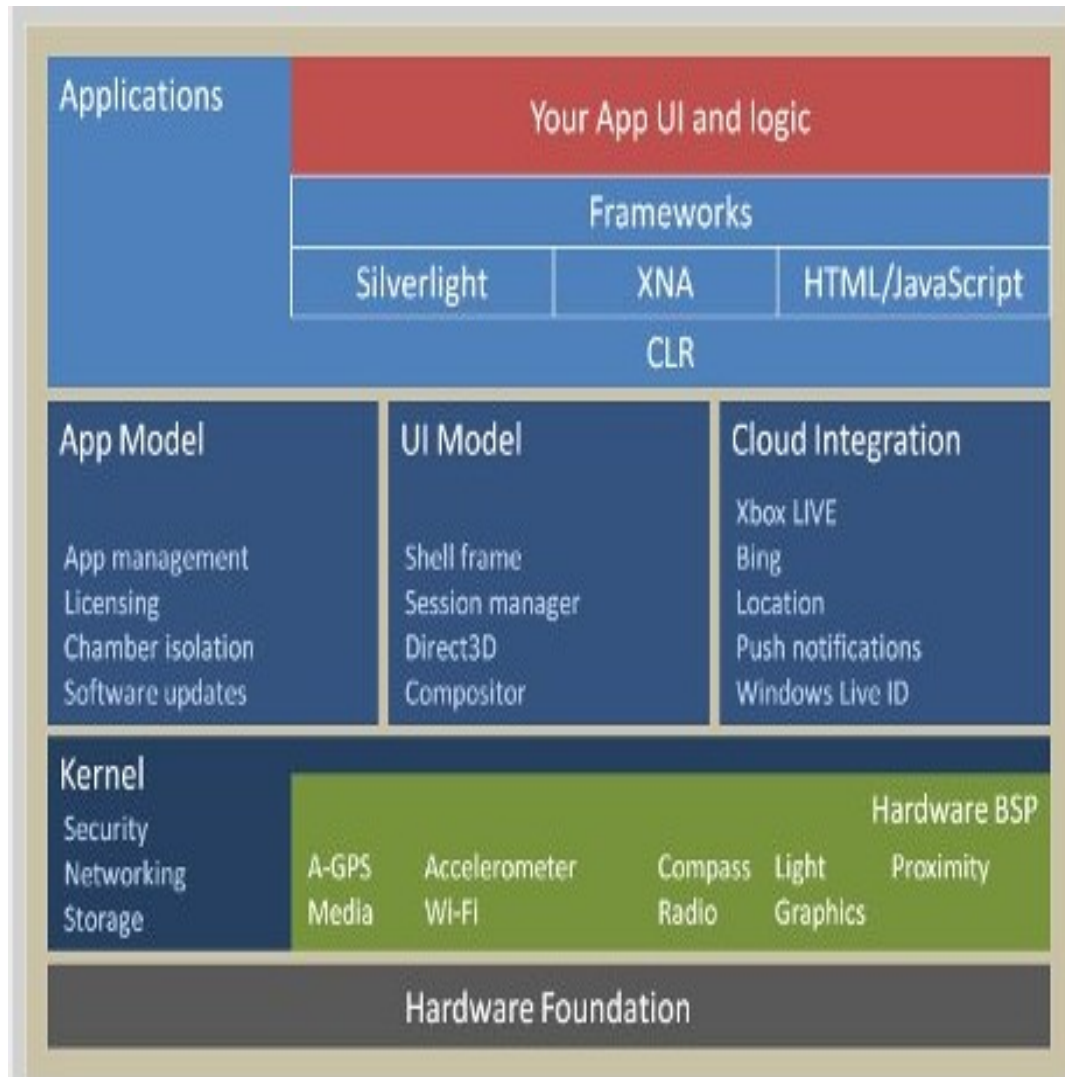 Applications
Your App UI and logic
Frameworks
Silverlight
XNA
HTML/JavaScript
CLR
App Model
App management
Licensing
Chamber isolation
Software updates
UI Model
Shell frame
Session manager
Direct3D
Compositor
Cloud Integration
Xbox LIVE
Bing
Location
Push notifications
Windows Live ID
Kernel
Security
Networking
Storage
Hardware BSP
A-GPS Accelerometer Compass Light Proximity
Media Wi-Fi Radio Graphics
Hardware Foundation